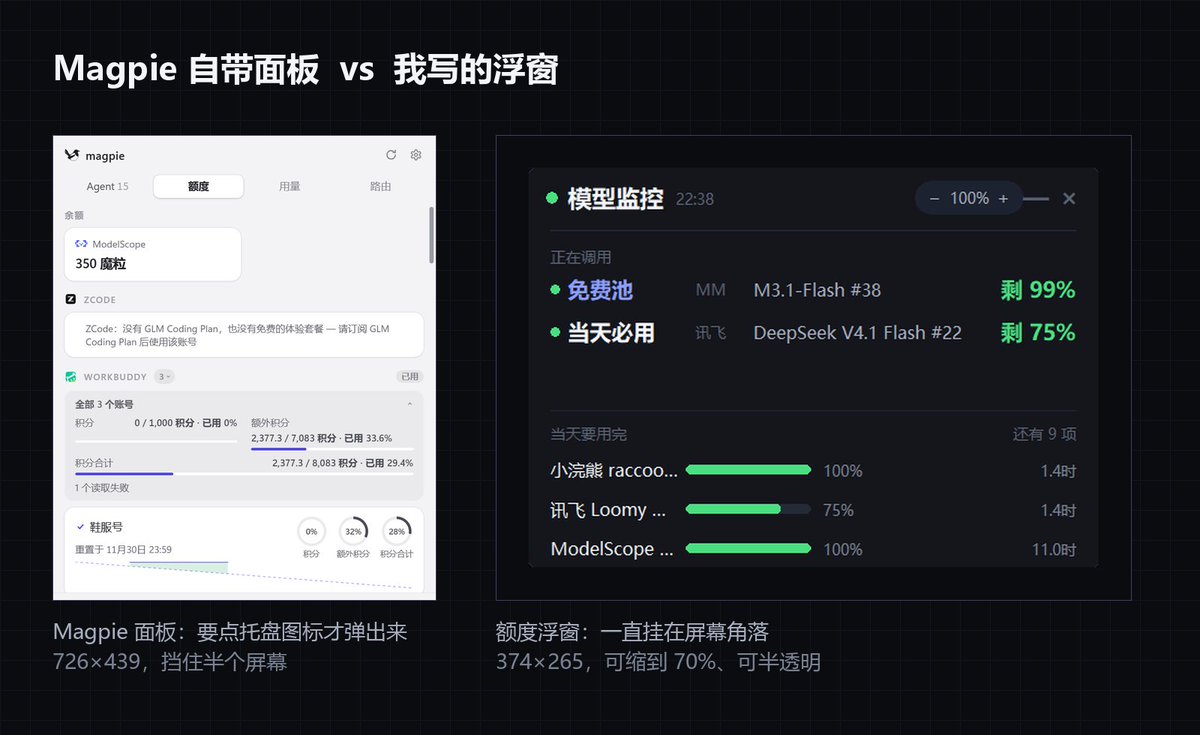 Magpie 自带面板 vs 我写的浮窗
magpie
Agent 15 额度 用量 路由
余额
ModelScope
350 魔粒
Z ZCODE
ZCode：没有 GLM Coding Plan，也没有免费的体验套餐 — 请订阅 GLM
Coding Plan 后使用该账号
WORKBUDDY 3 已用
全部 3 个账号
积分 0 / 1,000 积分 · 已用 0%
额外积分
2,377.3 / 7,083 积分 · 已用 33.6%
积分合计 2,377.3 / 8,083 积分 · 已用 29.4%
1 个读取失败
鞋服号
重置于 11月30日 23:59
0% 32% 28%
积分 额外积分 积分合计
Magpie 面板：要点托盘图标才弹出来
726×439，挡住半个屏幕
模型监控 22:38 − 100% + — ✕
正在调用
免费池 MM M3.1-Flash #38 剩 99%
当天必用 讯飞 DeepSeek V4.1 Flash #22 剩 75%
当天要用完 还有 9 项
小浣熊 raccoo... 100% 1.4时
讯飞 Loomy ... 75% 1.4时
ModelScope ... 100% 11.0时
额度浮窗：一直挂在屏幕角落
374×265，可缩到 70%、可半透明